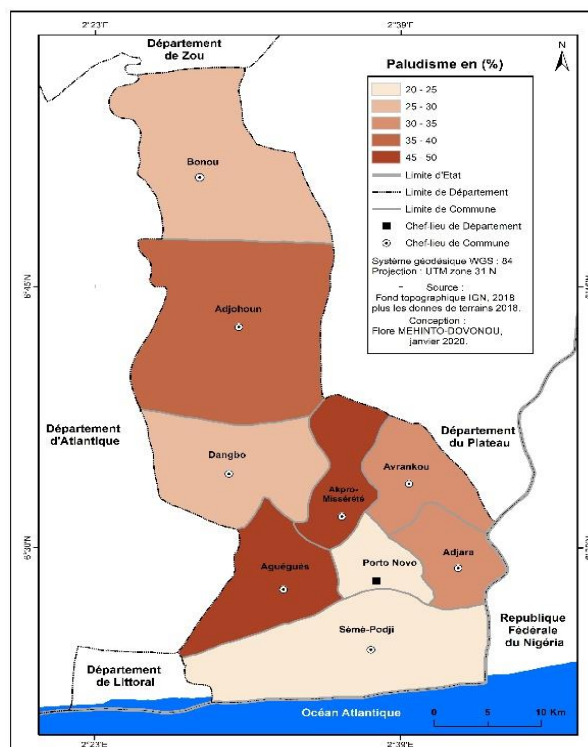 2°23'E
2°39'E
Département
de Zou
N
Paludisme en (%)
20 - 25
25 - 30
30 - 35
35 - 40
45 - 50
Limite d'Etat
Limite de Département
Limite de Commune
Chef-lieu de Département
Chef-lieu de Commune
Système géodésique WGS : 84
Projection : UTM zone 31 N
Source :
Fond topographique IGN, 2018
plus les donnes de terrains 2018.
Conception :
Flore MEHINTO-DOVONOU,
janvier 2020.
Bonou
6°45'N
Adjohoun
Département
d'Atlantique
Département
du Plateau
Dangbo
Avrankou
Akpro-
Missérété
6°30'N
Aguégués
Porto Novo
Adjara
Sèmè-Podji
Republique
Fédérale
du Nigéria
Département
de Littoral
Océan Atlantique
0 5 10 Km
2°23'E
2°39'E